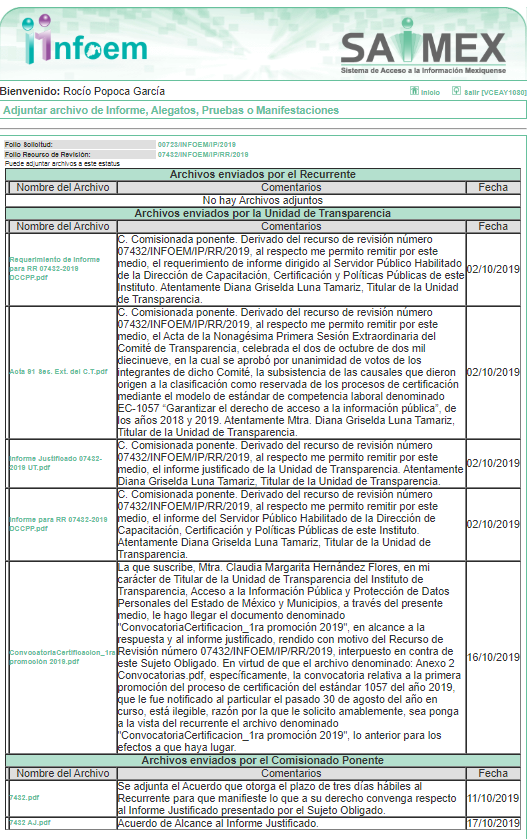 infoem
SAIMEX
Sistema de Acceso a la Información Mexiquense
Bienvenido: Rocío Popoca García
Inicio Salir [VCEAY1080]
Adjuntar archivo de Informe, Alegatos, Pruebas o Manifestaciones
Folio Solicitud: 00723/INFOEM/IP/2019
Folio Recurso de Revisión: 07432/INFOEM/IP/RR/2019
Puede adjuntar archivos a este estatus
Archivos enviados por el Recurrente
Nombre del Archivo Comentarios Fecha
No hay Archivos adjuntos
Archivos enviados por la Unidad de Transparencia
Nombre del Archivo Comentarios Fecha
Requerimiento de Informe
para RR 07432-2019
DCCPP.pdf
C. Comisionada ponente. Derivado del recurso de revisión número
07432/INFOEM/IP/RR/2019, al respecto me permito remitir por este
medio, el requerimiento de informe dirigido al Servidor Público Habilitado
de la Dirección de Capacitación, Certificación y Políticas Públicas de este
Instituto. Atentamente Diana Griselda Luna Tamariz, Titular de la Unidad
de Transparencia.
02/10/2019
Acta 91 Ses. Ext. del C.T.pdf
C. Comisionada ponente. Derivado del recurso de revisión número
07432/INFOEM/IP/RR/2019, al respecto me permito remitir por este
medio, el Acta de la Nonagésima Primera Sesión Extraordinaria del
Comité de Transparencia, celebrada el dos de octubre de dos mil
diecinueve, en la cual se aprobó por unanimidad de votos de los
integrantes de dicho Comité, la subsistencia de las causales que dieron
origen a la clasificación como reservada de los procesos de certificación
mediante el modelo de estándar de competencia laboral denominado
EC-1057 “Garantizar el derecho de acceso a la información pública”, de
los años 2018 y 2019. Atentamente Mtra. Diana Griselda Luna Tamariz,
Titular de la Unidad de Transparencia.
02/10/2019
Informe Justificado 07432-
2019 UT.pdf
C. Comisionada ponente. Derivado del recurso de revisión número
07432/INFOEM/IP/RR/2019, al respecto me permito remitir por este
medio, el informe justificado de la Unidad de Transparencia. Atentamente
Diana Griselda Luna Tamariz, Titular de la Unidad de Transparencia.
02/10/2019
Informe para RR 07432-2019
DCCPP.pdf
C. Comisionada ponente. Derivado del recurso de revisión número
07432/INFOEM/IP/RR/2019, al respecto me permito remitir por este
medio, el informe del Servidor Público Habilitado de la Dirección de
Capacitación, Certificación y Políticas Públicas de este Instituto.
Atentamente Diana Griselda Luna Tamariz, Titular de la Unidad de
Transparencia.
02/10/2019
ConvocatoriaCertificacion_1ra
promoción 2019.pdf
La que suscribe, Mtra. Claudia Margarita Hernández Flores, en mi
carácter de Titular de la Unidad de Transparencia del Instituto de
Transparencia, Acceso a la Información Pública y Protección de Datos
Personales del Estado de México y Municipios, a través del presente
medio, le hago llegar el documento denominado
"ConvocatoriaCertificacion_1ra promoción 2019", en alcance a la
respuesta y al informe justificado, rendido con motivo del Recurso de
Revisión número 07432/INFOEM/IP/RR/2019, interpuesto en contra de
este Sujeto Obligado. En virtud de que el archivo denominado: Anexo 2
Convocatorias.pdf, específicamente, la convocatoria relativa a la primera
promoción del proceso de certificación del estándar 1057 del año 2019,
que le fue notificado al particular el pasado 30 de agosto del año en
curso, está ilegible, razón por la que le solicito amablemente, sea ponga
a la vista del recurrente el archivo denominado
"ConvocatoriaCertificacion_1ra promoción 2019", lo anterior para los
efectos a que haya lugar.
16/10/2019
Archivos enviados por el Comisionado Ponente
Nombre del Archivo Comentarios Fecha
7432.pdf
Se adjunta el Acuerdo que otorga el plazo de tres días hábiles al
Recurrente para que manifieste lo que a su derecho convenga respecto
al Informe Justificado presentado por el Sujeto Obligado.
11/10/2019
7432 AJ.pdf Acuerdo de Alcance al Informe Justificado. 17/10/2019